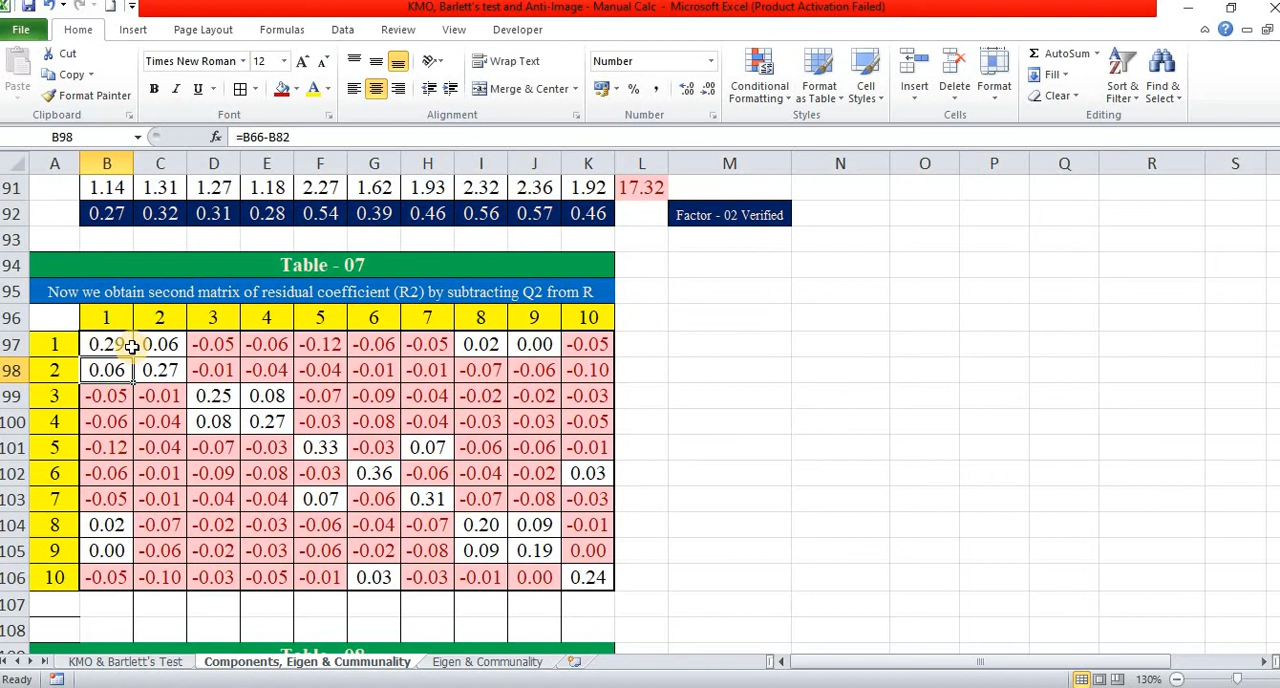 KMO, Barlett's test and Anti-Image - Manual Calc - Microsoft Excel (Product Activation Failed)
File Home Insert Page Layout Formulas Data Review View Developer
Cut
Copy
Format Painter
Paste
Clipboard
Times New Roman 12
B I U
Font
Wrap Text
Merge & Center
Alignment
Number
% ,
Number
Conditional Formatting
Format as Table
Cell Styles
Styles
Insert Delete Format
Cells
Σ AutoSum
Fill
Clear
Sort & Filter
Find & Select
Editing
B98 fx =B66-B82
A B C D E F G H I J K L M N O P Q R S
91 1.14 1.31 1.27 1.18 2.27 1.62 1.93 2.32 2.36 1.92 17.32
92 0.27 0.32 0.31 0.28 0.54 0.39 0.46 0.56 0.57 0.46 Factor - 02 Verified
93
94 Table - 07
95 Now we obtain second matrix of residual coefficient (R2) by subtracting Q2 from R
96 1 2 3 4 5 6 7 8 9 10
97 1 0.29 0.06 -0.05 -0.06 -0.12 -0.06 -0.05 0.02 0.00 -0.05
98 2 0.06 0.27 -0.01 -0.04 -0.04 -0.01 -0.01 -0.07 -0.06 -0.10
99 3 -0.05 -0.01 0.25 0.08 -0.07 -0.09 -0.04 -0.02 -0.02 -0.03
100 4 -0.06 -0.04 0.08 0.27 -0.03 -0.08 -0.04 -0.03 -0.03 -0.05
101 5 -0.12 -0.04 -0.07 -0.03 0.33 -0.03 0.07 -0.06 -0.06 -0.01
102 6 -0.06 -0.01 -0.09 -0.08 -0.03 0.36 -0.06 -0.04 -0.02 0.03
103 7 -0.05 -0.01 -0.04 -0.04 0.07 -0.06 0.31 -0.07 -0.08 -0.03
104 8 0.02 -0.07 -0.02 -0.03 -0.06 -0.04 -0.07 0.20 0.09 -0.01
105 9 0.00 -0.06 -0.02 -0.03 -0.06 -0.02 -0.08 0.09 0.19 0.00
106 10 -0.05 -0.10 -0.03 -0.05 -0.01 0.03 -0.03 -0.01 0.00 0.24
107
108
KMO & Bartlett's Test Components, Eigen & Cummunality Eigen & Communality
Ready 130%